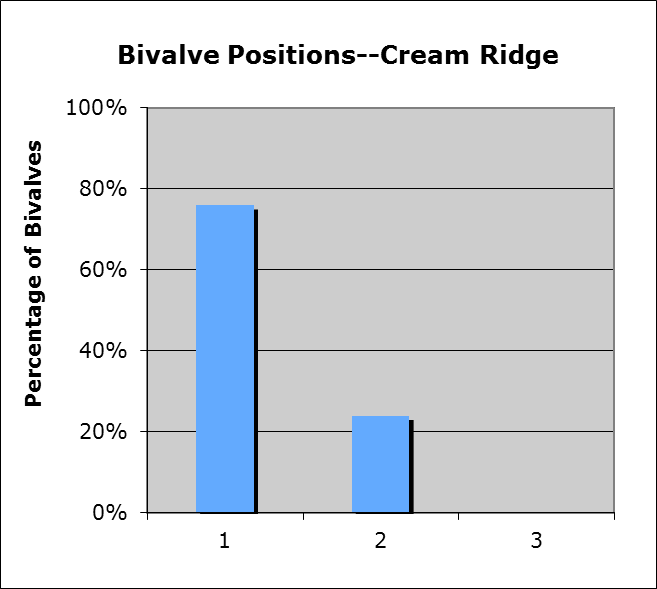 Bivalve Positions--Cream Ridge
Percentage of Bivalves
100%
80%
60%
40%
20%
0%
1 2 3